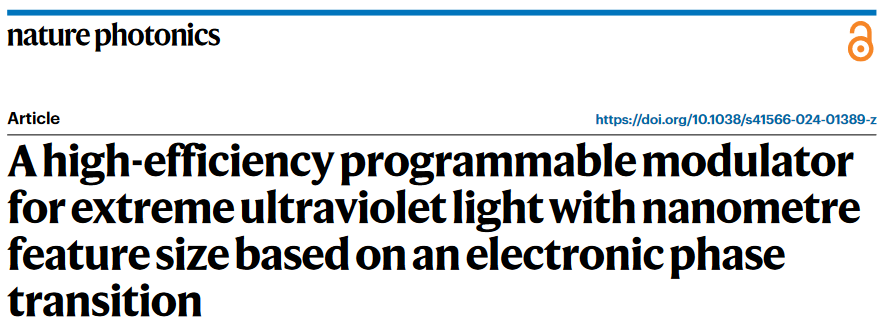 nature photonics
Article
https://doi.org/10.1038/s41566-024-01389-z
A high-efficiency programmable modulator
for extreme ultraviolet light with nanometre
feature size based on an electronic phase
transition